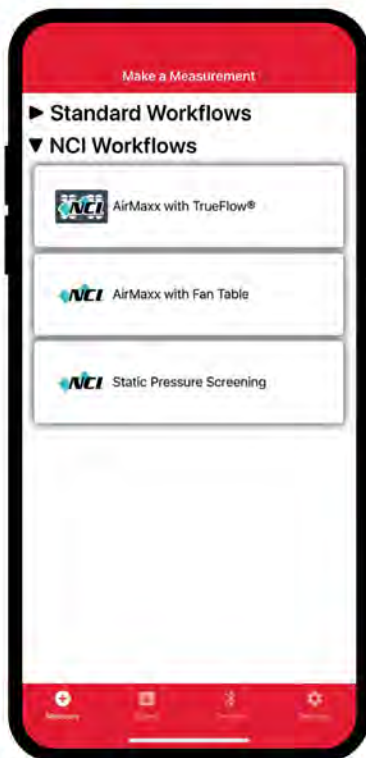 Make a Measurement
Standard Workflows
NCI Workflows
NCI AirMaxx with TrueFlow®
NCI AirMaxx with Fan Table
NCI Static Pressure Screening